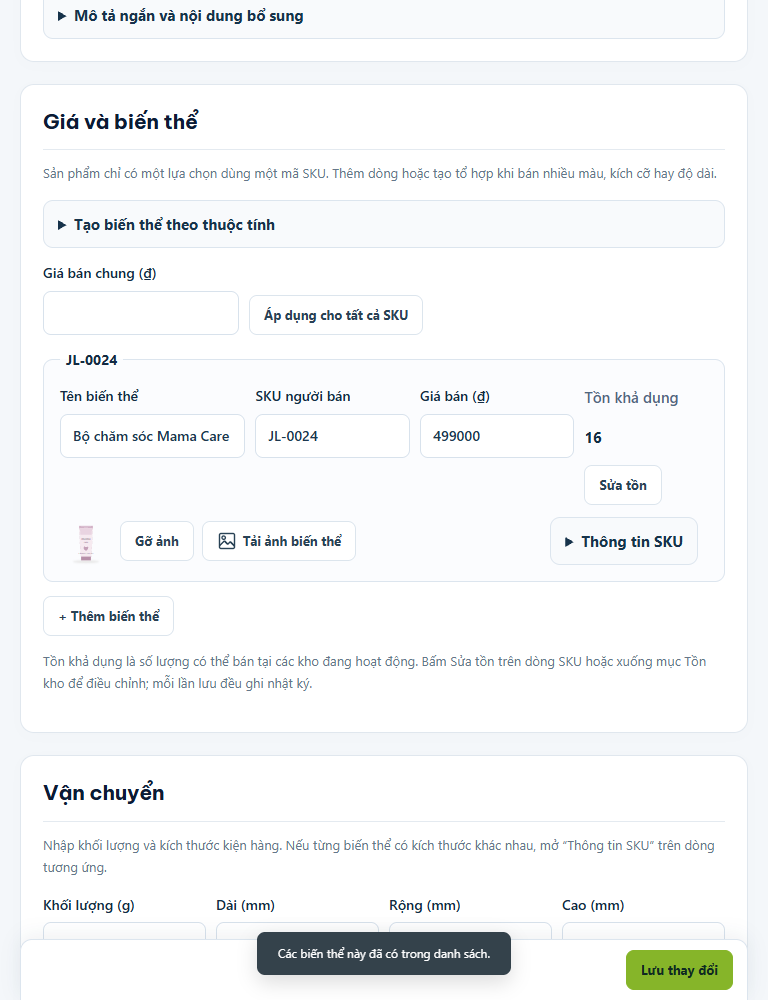 Mô tả ngắn và nội dung bổ sung
Giá và biến thể
Sản phẩm chỉ có một lựa chọn dùng một mã SKU. Thêm dòng hoặc tạo tổ hợp khi bán nhiều màu, kích cỡ hay độ dài.
Tạo biến thể theo thuộc tính
Giá bán chung (₫)
Áp dụng cho tất cả SKU
JL-0024
Tên biến thể
SKU người bán
Giá bán (₫)
Tồn khả dụng
Bộ chăm sóc Mama Care
JL-0024
499000
16
Sửa tồn
Gỡ ảnh
Tải ảnh biến thể
Thông tin SKU
+ Thêm biến thể
Tồn khả dụng là số lượng có thể bán tại các kho đang hoạt động. Bấm Sửa tồn trên dòng SKU hoặc xuống mục Tồn
kho để điều chỉnh; mỗi lần lưu đều ghi nhật ký.
Vận chuyển
Nhập khối lượng và kích thước kiện hàng. Nếu từng biến thể có kích thước khác nhau, mở “Thông tin SKU” trên dòng
tương ứng.
Khối lượng (g)
Dài (mm)
Rộng (mm)
Cao (mm)
Các biến thể này đã có trong danh sách.
Lưu thay đổi